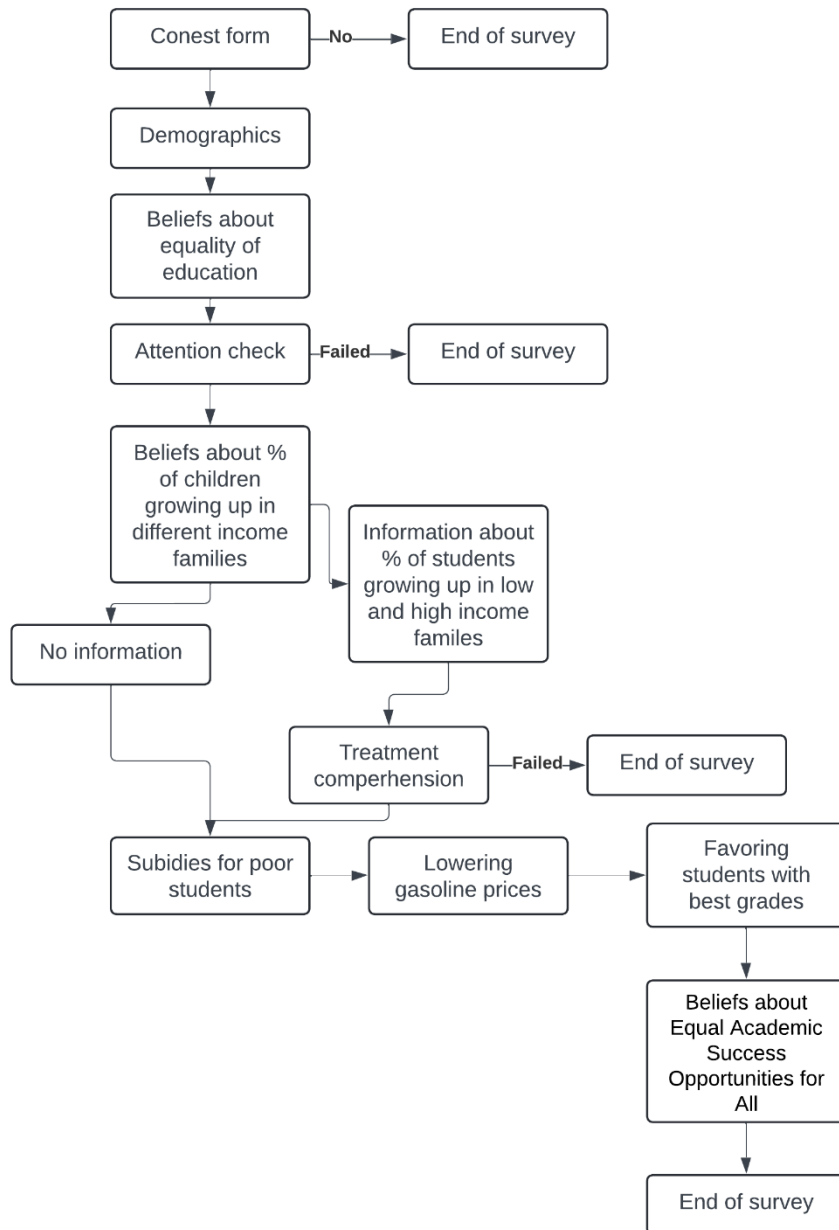 Conest form
No
End of survey
Demographics
Beliefs about
equality of
education
Attention check
Failed
End of survey
Beliefs about %
of children
growing up in
different income
families
Information about
% of students
growing up in low
and high income
familes
No information
Treatment
comperhension
Failed
End of survey
Subidies for poor
students
Lowering
gasoline prices
Favoring
students with
best grades
Beliefs about
Equal Academic
Success
Opportunities for
All
End of survey